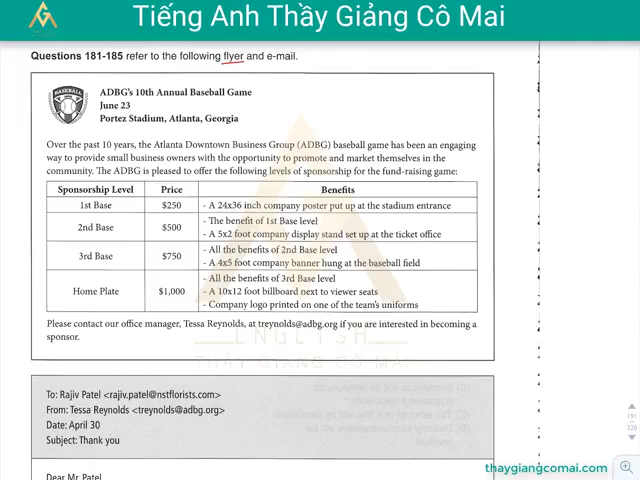 Tiếng Anh Thầy Giảng Cô Mai
Questions 181-185 refer to the following flyer and e-mail.
BASEBALL
ADBG's 10th Annual Baseball Game
June 23
Portez Stadium, Atlanta, Georgia
Over the past 10 years, the Atlanta Downtown Business Group (ADBG) baseball game has been an engaging
way to provide small business owners with the opportunity to promote and market themselves in the
community. The ADBG is pleased to offer the following levels of sponsorship for the fund-raising game:
Sponsorship Level Price Benefits
1st Base $250 - A 24x36 inch company poster put up at the stadium entrance
2nd Base $500 - The benefit of 1st Base level
- A 5x2 foot company display stand set up at the ticket office
3rd Base $750 - All the benefits of 2nd Base level
- A 4x5 foot company banner hung at the baseball field
Home Plate $1,000 - All the benefits of 3rd Base level
- A 10x12 foot billboard next to viewer seats
- Company logo printed on one of the team's uniforms
Please contact our office manager, Tessa Reynolds, at treynolds@adbg.org if you are interested in becoming a
sponsor.
ENGLISH
THẦY GIẢNG CÔ MAI
To: Rajiv Patel <rajiv.patel@nstflorists.com>
From: Tessa Reynolds <treynolds@adbg.org>
Date: April 30
Subject: Thank you
Dear Mr. Patel
191
220
thaygiangcomai.com